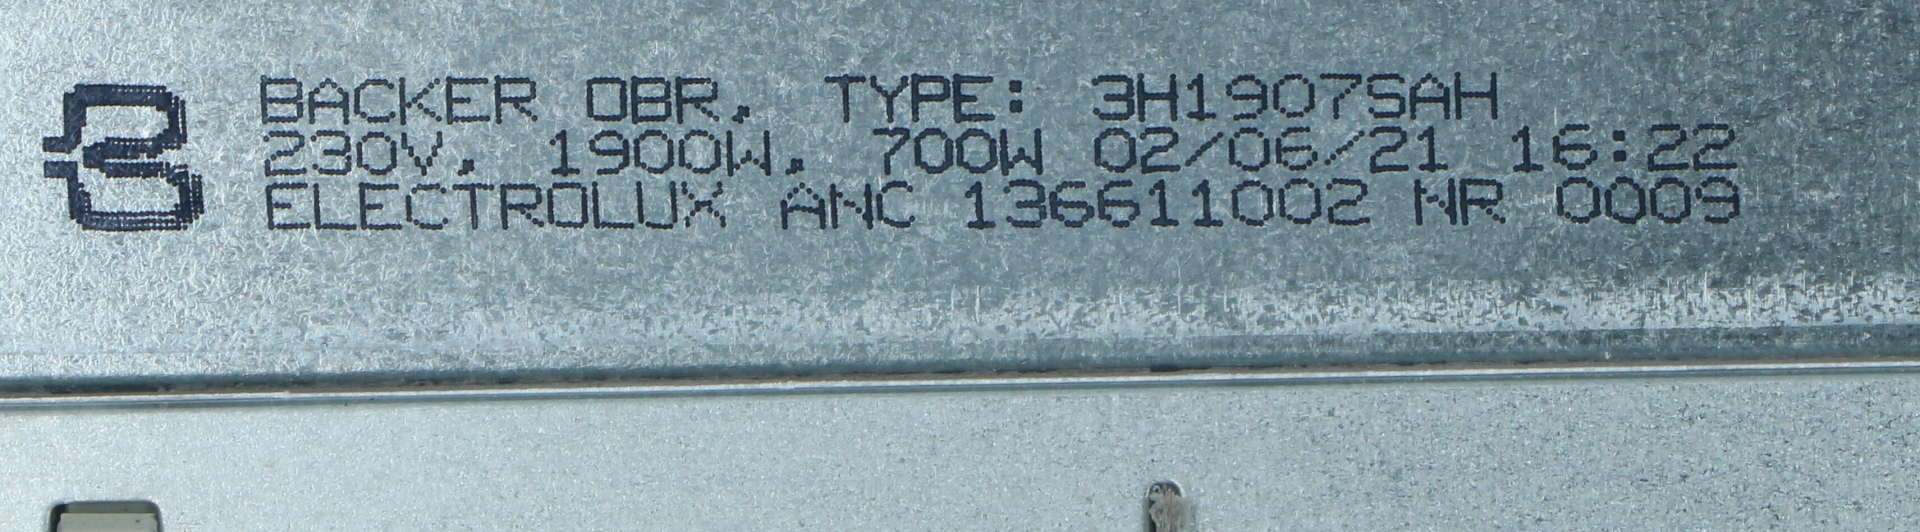 BACKER OBR. TYPE: 3H1907SAH
230V, 1900W, 700W 02/06/21 16:22
ELECTROLUX ANC 136611002 NR 0009